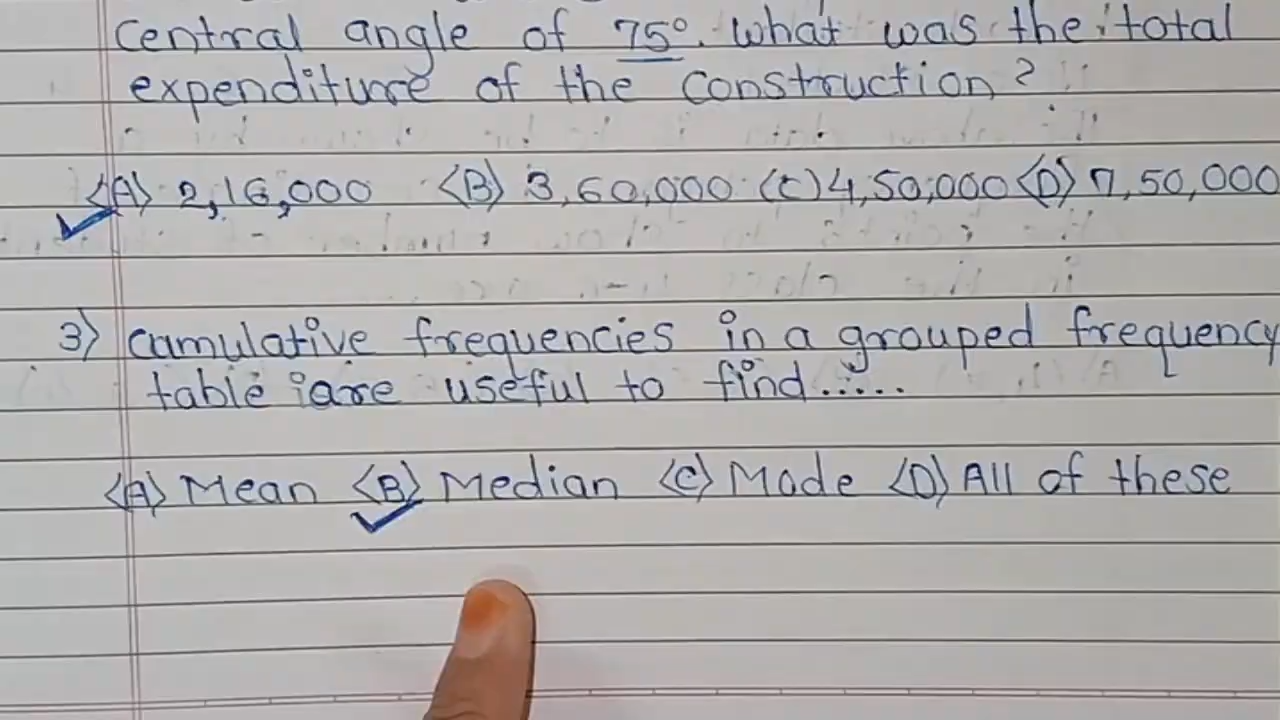 Central angle of 75°. What was the total
expenditure of the construction?
<A> 2,16,000 <B> 3,60,000 (C) 4,50,000 <D> 7,50,000
3) Camulative frequencies in a grouped frequency
table are useful to find.....
<A> Mean <B> Median <C> Mode <D> All of these